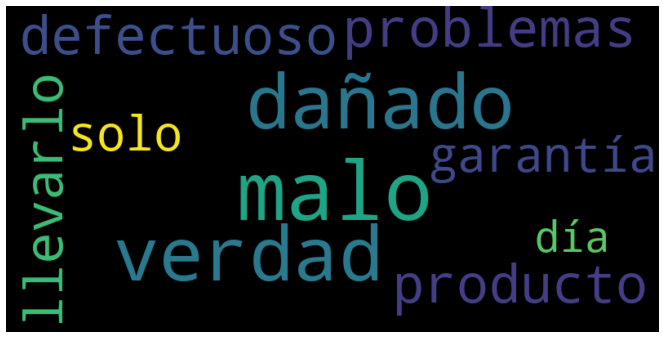 defectuoso
problemas
dañado
llevarlo
solo
garantía
malo
verdad
día
producto